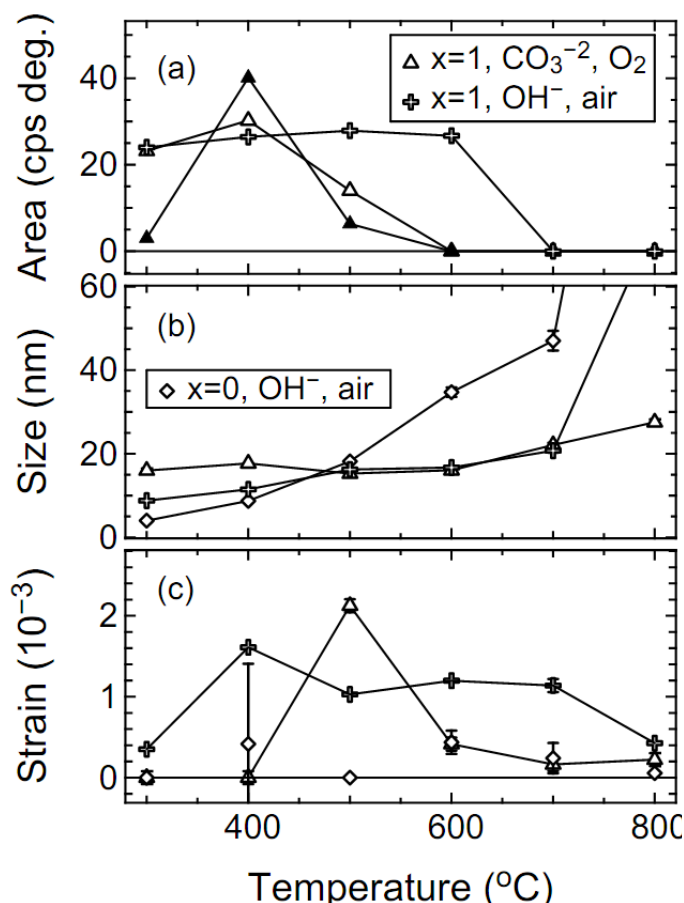 (a)
x=1, CO₃⁻², O₂
x=1, OH⁻, air
Area (cps deg.)
40
20
0
(b)
x=0, OH⁻, air
Size (nm)
60
40
20
0
(c)
Strain (10⁻³)
2
1
0
400
600
800
Temperature (°C)